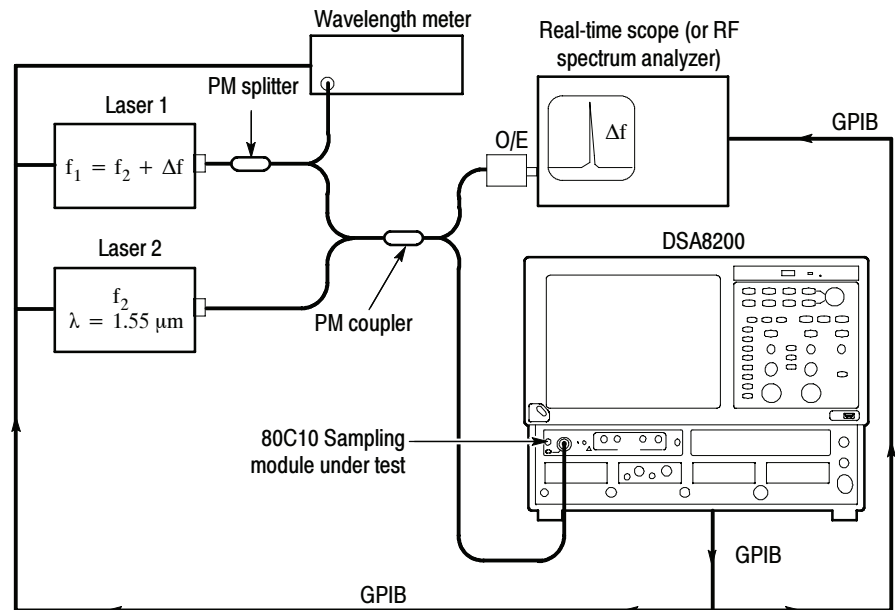 Wavelength meter
Real-time scope (or RF
spectrum analyzer)
PM splitter
Laser 1
GPIB
O/E
Δf
f₁ = f₂ + Δf
DSA8200
Laser 2
f₂
λ = 1.55 μm
PM coupler
80C10 Sampling
module under test
GPIB
GPIB